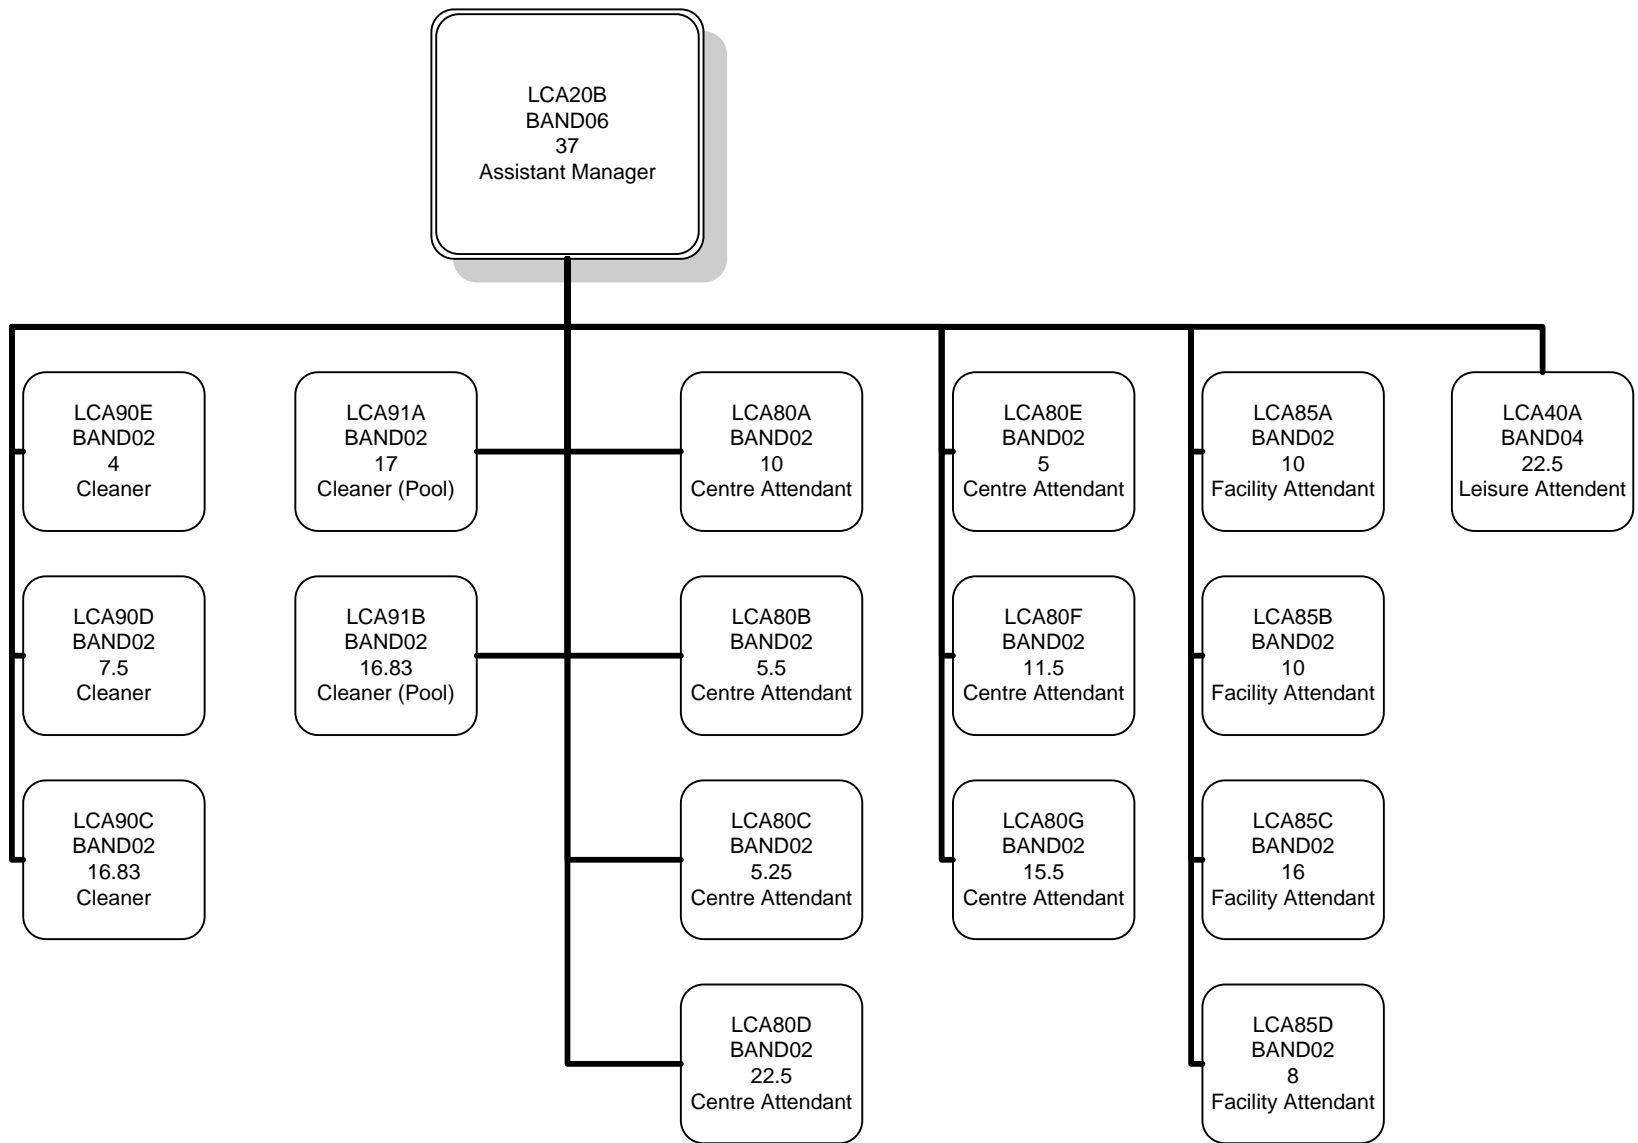 LCA20B
BAND06
37
Assistant Manager
LCA90E
BAND02
4
Cleaner
LCA91A
BAND02
17
Cleaner (Pool)
LCA80A
BAND02
10
Centre Attendant
LCA80E
BAND02
5
Centre Attendant
LCA85A
BAND02
10
Facility Attendant
LCA40A
BAND04
22.5
Leisure Attendent
LCA90D
BAND02
7.5
Cleaner
LCA91B
BAND02
16.83
Cleaner (Pool)
LCA80B
BAND02
5.5
Centre Attendant
LCA80F
BAND02
11.5
Centre Attendant
LCA85B
BAND02
10
Facility Attendant
LCA90C
BAND02
16.83
Cleaner
LCA80C
BAND02
5.25
Centre Attendant
LCA80G
BAND02
15.5
Centre Attendant
LCA85C
BAND02
16
Facility Attendant
LCA80D
BAND02
22.5
Centre Attendant
LCA85D
BAND02
8
Facility Attendant